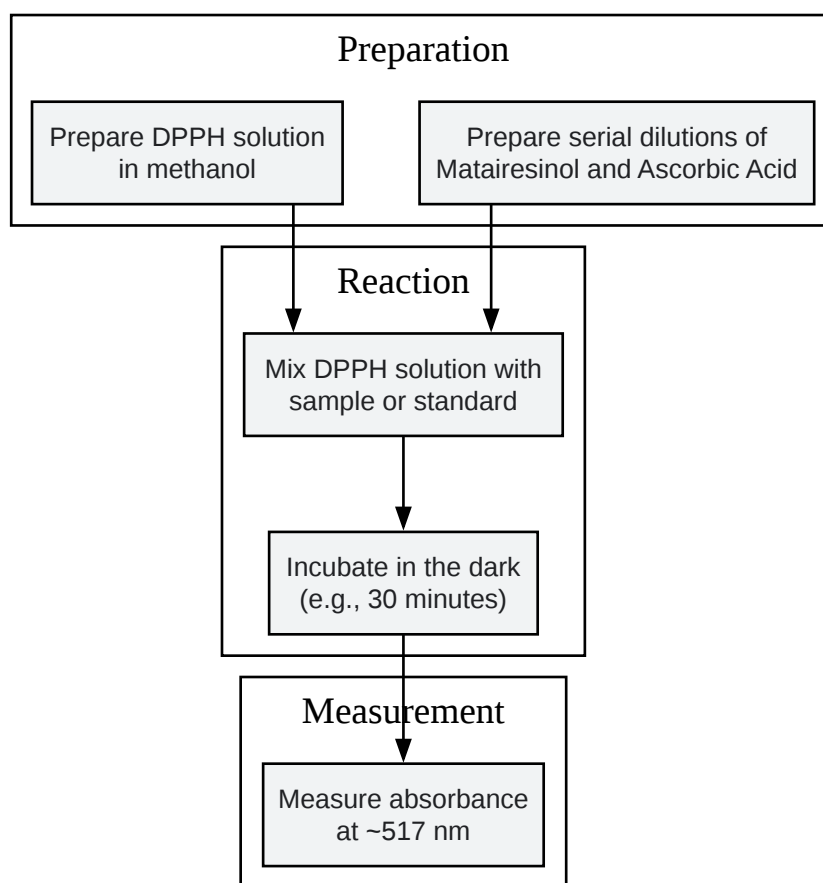 Preparation
Prepare DPPH solution
in methanol
Prepare serial dilutions of
Matairesinol and Ascorbic Acid
Reaction
Mix DPPH solution with
sample or standard
Incubate in the dark
(e.g., 30 minutes)
Measurement
Measure absorbance
at ~517 nm